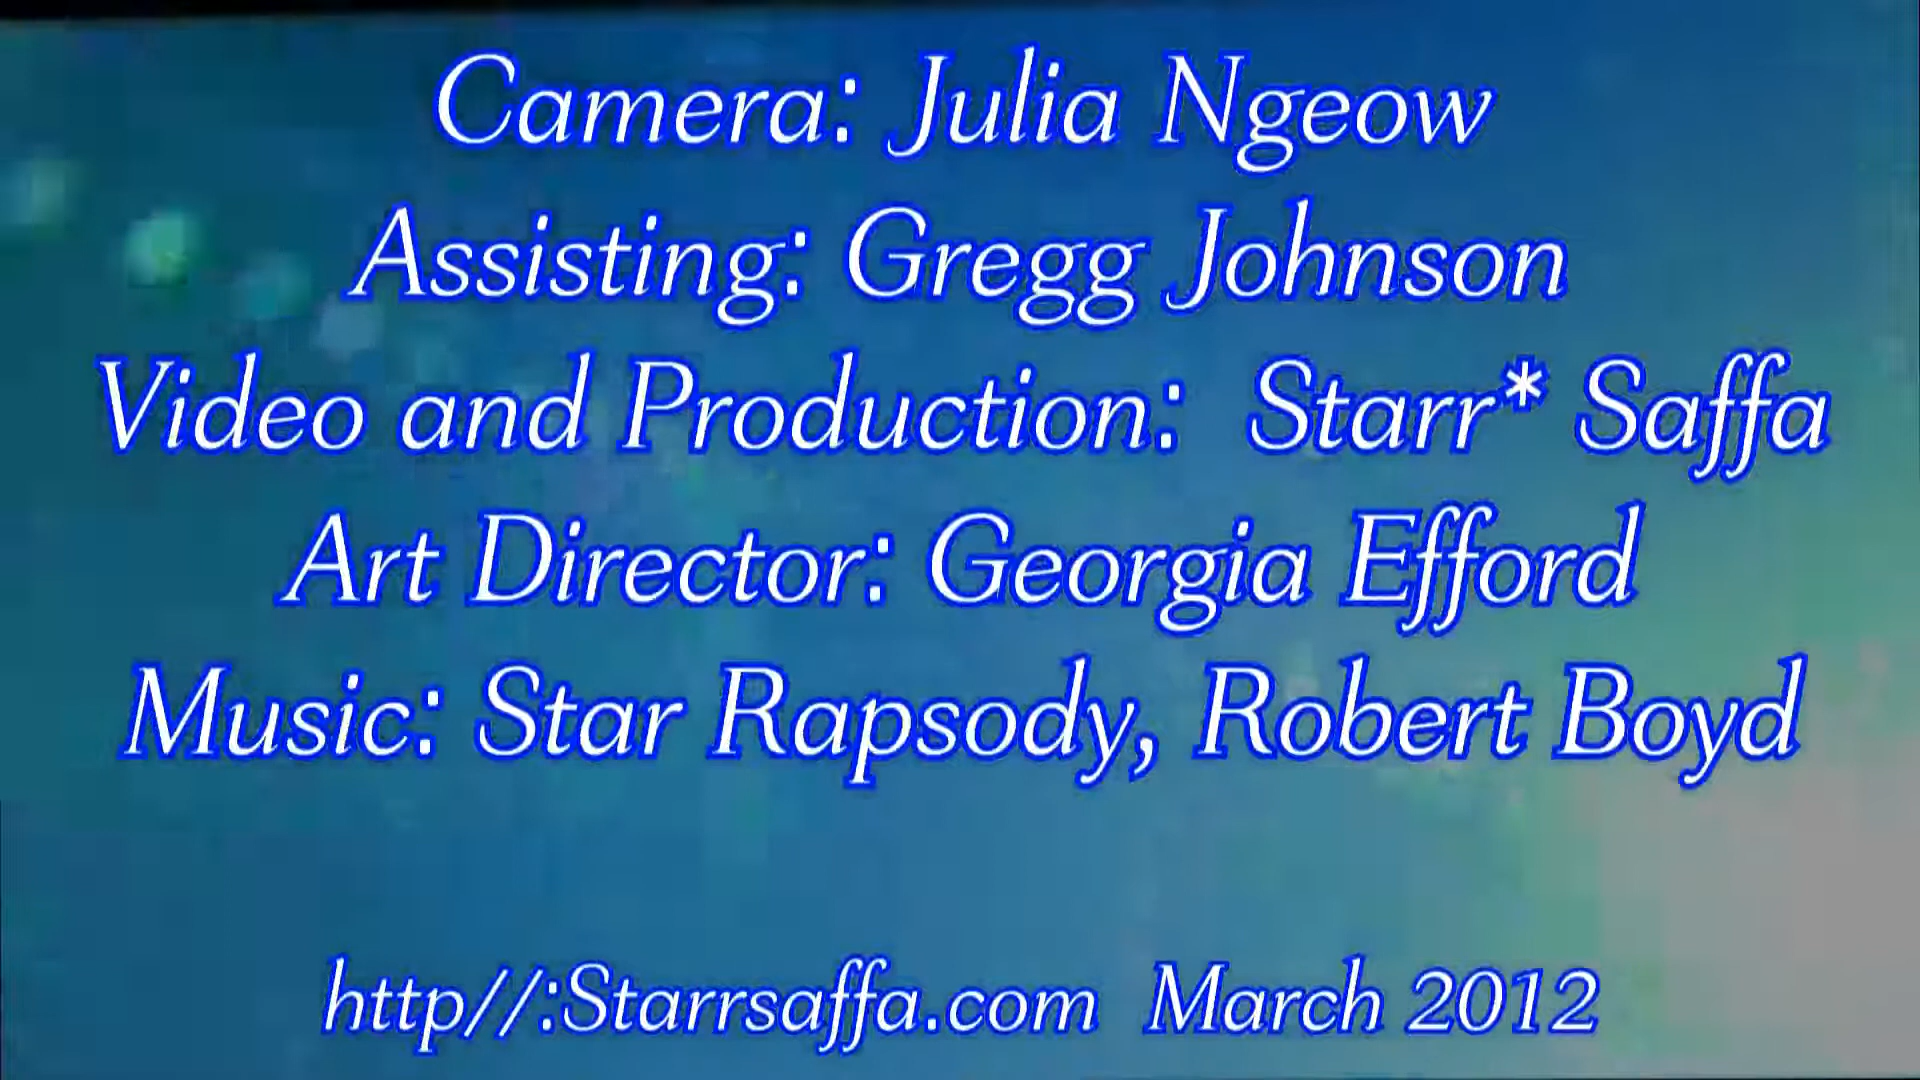 Camera: Julia Ngeow
Assisting: Gregg Johnson
Video and Production: Starr* Saffa
Art Director: Georgia Efford
Music: Star Rapsody, Robert Boyd
http//:Starrsaffa.com March 2012